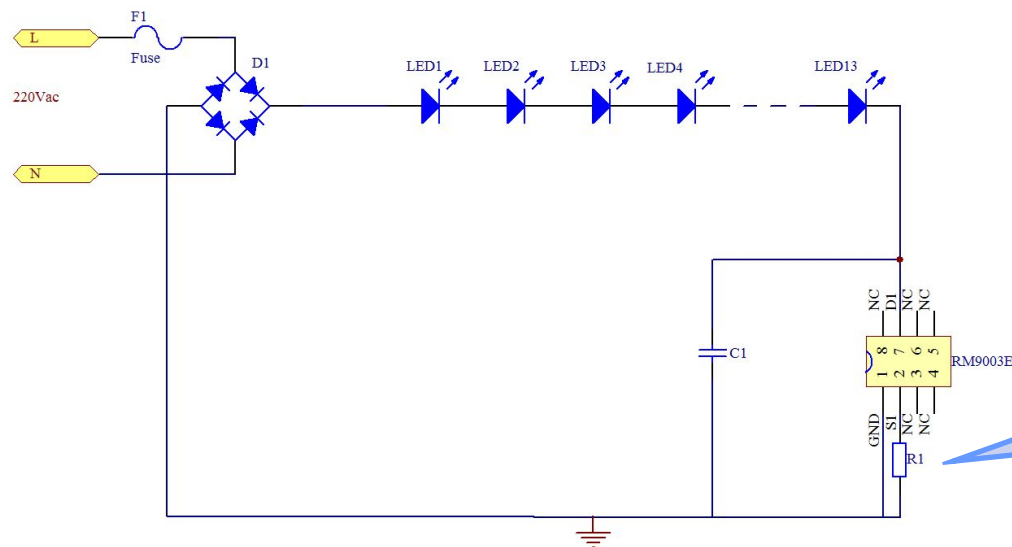 F1
L
Fuse
D1
220Vac
N
LED1
LED2
LED3
LED4
LED13
NC
D1
NC
NC
8
7
6
5
1
2
3
4
RM9003E
GND
S1
NC
NC
C1
R1